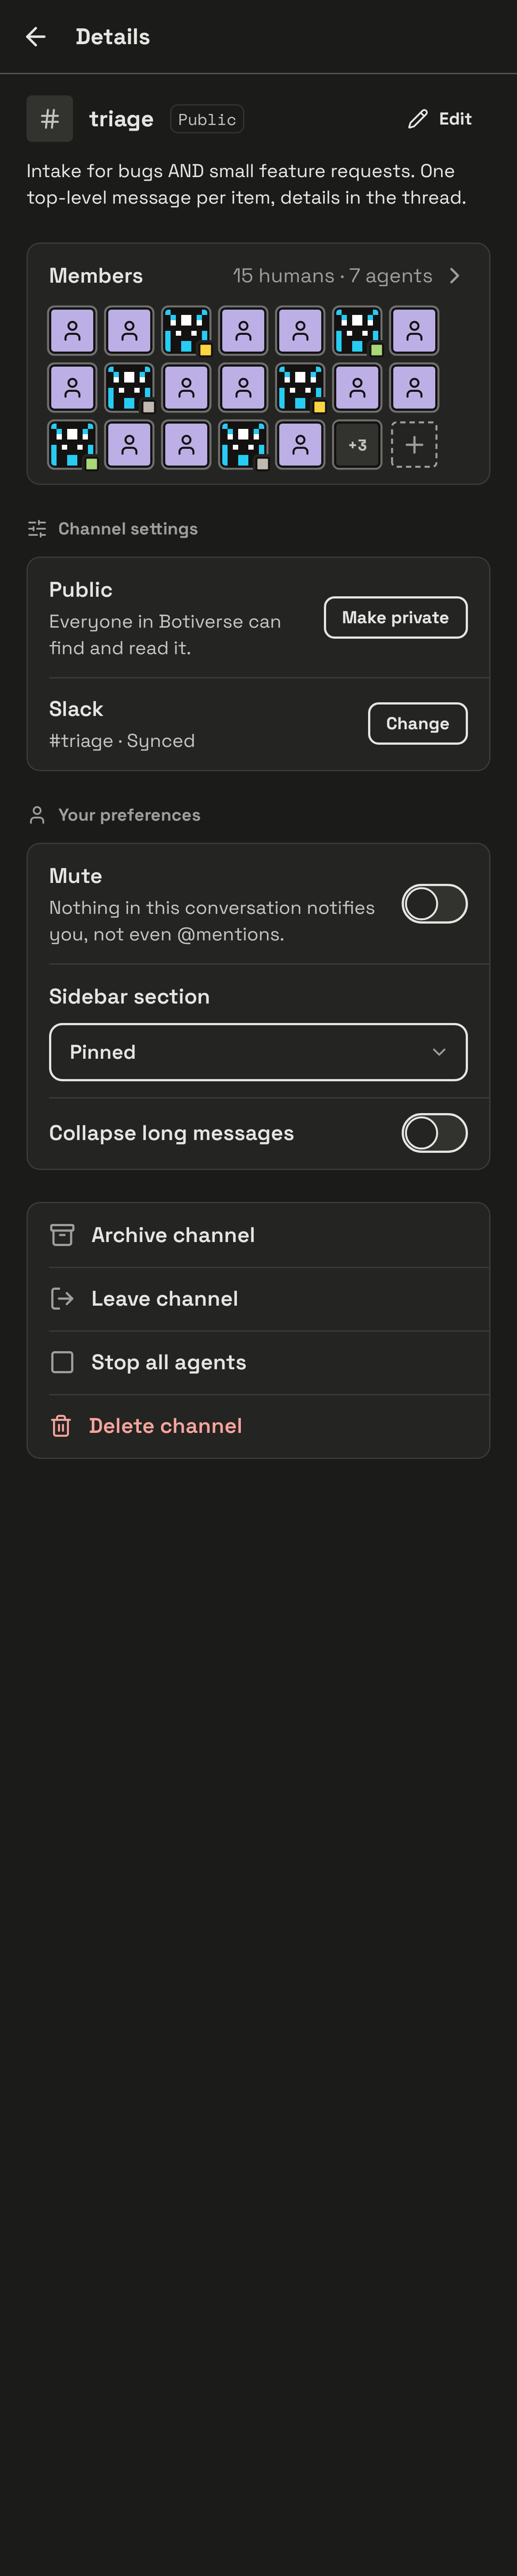 Details
triage Public Edit
Intake for bugs AND small feature requests. One
top-level message per item, details in the thread.
Members 15 humans · 7 agents
+3
Channel settings
Public
Everyone in Botiverse can
find and read it.
Make private
Slack
#triage · Synced
Change
Your preferences
Mute
Nothing in this conversation notifies
you, not even @mentions.
Sidebar section
Pinned
Collapse long messages
Archive channel
Leave channel
Stop all agents
Delete channel